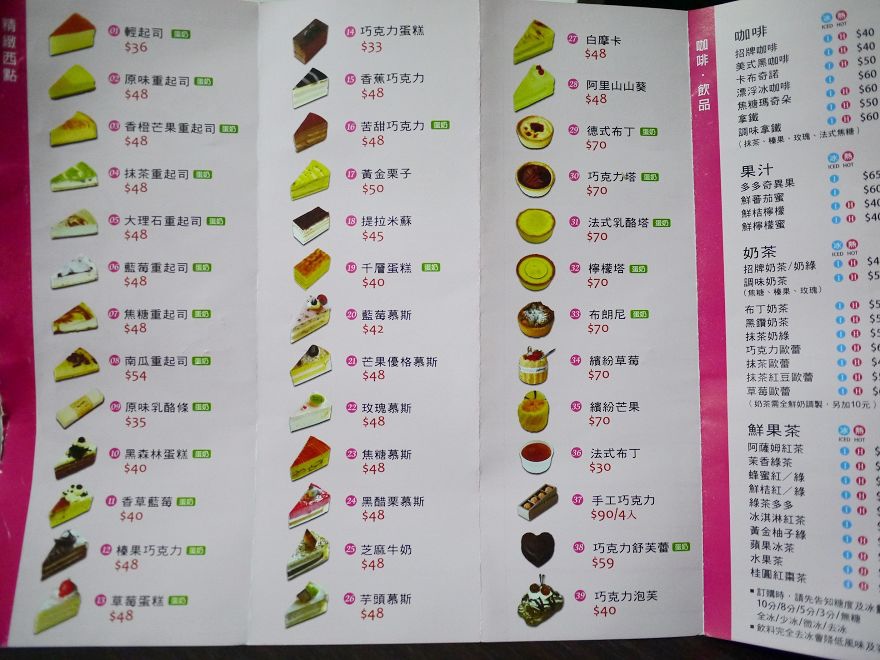 精緻西點
01 輕起司 蛋奶
$36
02 原味重起司 蛋奶
$48
03 香橙芒果重起司 蛋奶
$48
04 抹茶重起司 蛋奶
$48
05 大理石重起司 蛋奶
$48
06 藍莓重起司 蛋奶
$48
07 焦糖重起司 蛋奶
$48
08 南瓜重起司 蛋奶
$54
09 原味乳酪條 蛋奶
$35
10 黑森林蛋糕 蛋奶
$40
11 香草藍莓 蛋奶
$40
12 榛果巧克力 蛋奶
$48
13 草莓蛋糕 蛋奶
$48
14 巧克力蛋糕
$33
15 香蕉巧克力
$48
16 苦甜巧克力 蛋奶
$48
17 黃金栗子
$50
18 提拉米蘇
$45
19 千層蛋糕 蛋奶
$40
20 藍莓慕斯
$42
21 芒果優格慕斯
$48
22 玫瑰慕斯
$48
23 焦糖慕斯
$48
24 黑醋栗慕斯
$48
25 芝麻牛奶
$48
26 芋頭慕斯
$48
27 白摩卡
$48
28 阿里山山葵
$48
29 德式布丁 蛋奶
$70
30 巧克力塔 蛋奶
$70
31 法式乳酪塔 蛋奶
$70
32 檸檬塔 蛋奶
$70
33 布朗尼 蛋奶
$70
34 繽紛草莓
$70
35 繽紛芒果
$70
36 法式布丁
$30
37 手工巧克力
$90/4入
38 巧克力舒芙蕾 蛋奶
$59
39 巧克力泡芙
$40
咖啡・飲品
咖啡 冰 ICED 熱 HOT
招牌咖啡 I H $40
美式黑咖啡 I H $40
卡布奇諾 I H $50
漂浮冰咖啡 I $60
焦糖瑪奇朵 I H $60
拿鐵 I H $50
調味拿鐵 I H $60
(抹茶、榛果、玫瑰、法式焦糖)
果汁 冰 ICED 熱 HOT
多多奇異果 I
鮮蕃茄蜜 I
鮮桔檸檬 I H
鮮檸檬蜜 I H
奶茶 冰 ICED 熱 HOT
招牌奶茶/奶綠 I H
調味奶茶 I H
(焦糖、榛果、玫瑰)
布丁奶茶 I H
黑鑽奶茶 I H
抹茶奶綠 I H
巧克力歐蕾 I H
抹茶歐蕾 I H
抹茶紅豆歐蕾 I H
草莓歐蕾 I H
(奶茶需全鮮奶調製,另加10元)
鮮果茶 冰 ICED 熱 HOT
阿薩姆紅茶 I H
茉香綠茶 I H
蜂蜜紅/綠 I H
鮮桔紅/綠 I H
綠茶多多 I
冰淇淋紅茶 I
黃金柚子綠 I H
蘋果冰茶 I H
水果茶 I H
桂圓紅棗茶 I H
■訂購時,請先告知糖度及冰
10分/8分/5分/3分/無糖
全冰/少冰/微冰/去冰
■飲料完全去冰會降低風味及